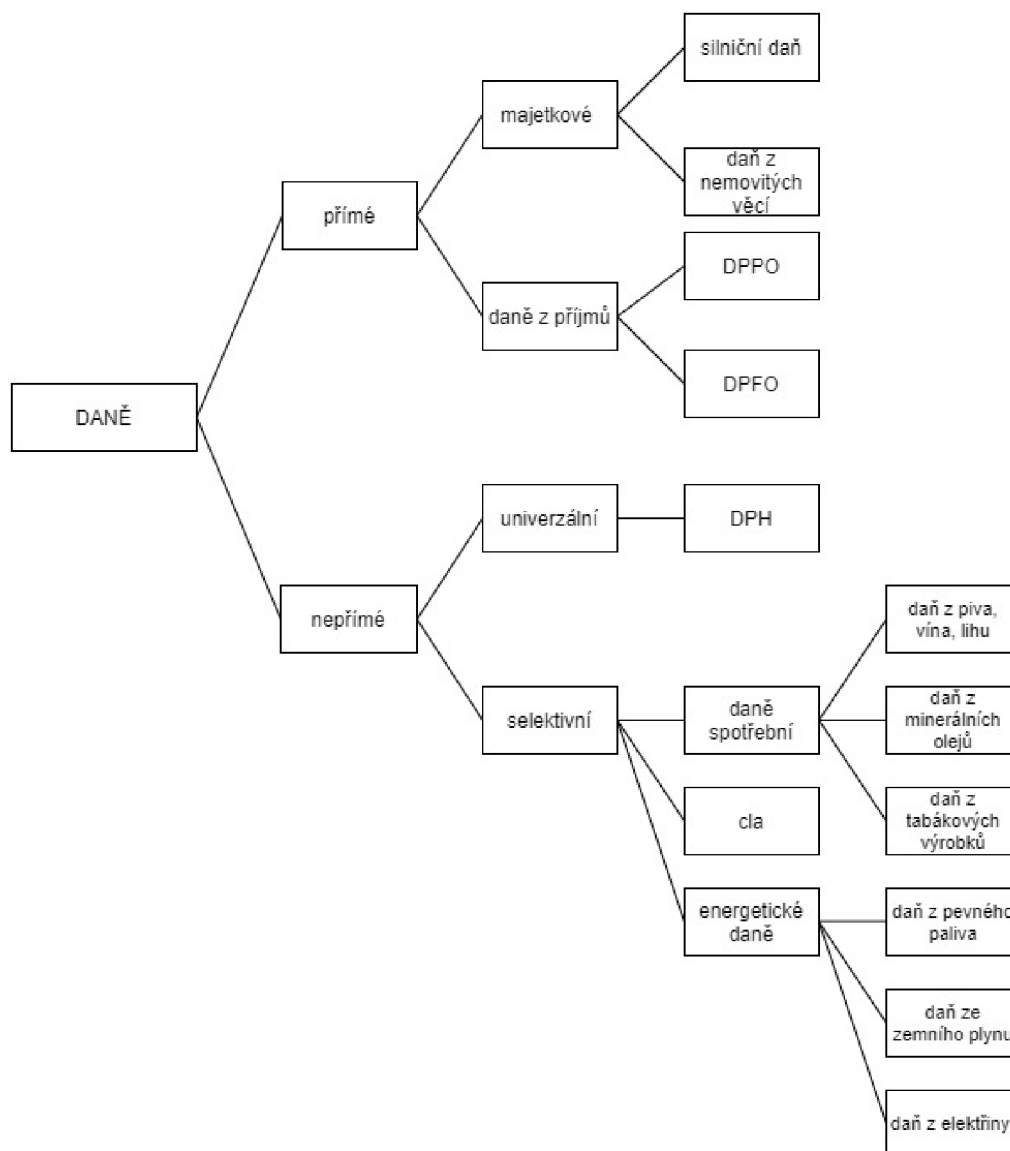 silniční daň
majetkové
daň z
nemovitých
věcí
přímé
DPPO
daně z příjmů
DPFO
DANĚ
univerzální
DPH
nepřímé
daň z piva,
vína, lihu
selektivní
daně
spotřební
daň z
minerálních
olejů
cla
daň z
tabákových
výrobků
energetické
daně
daň z pevného
paliva
daň ze
zemního plynu
daň z elektřiny